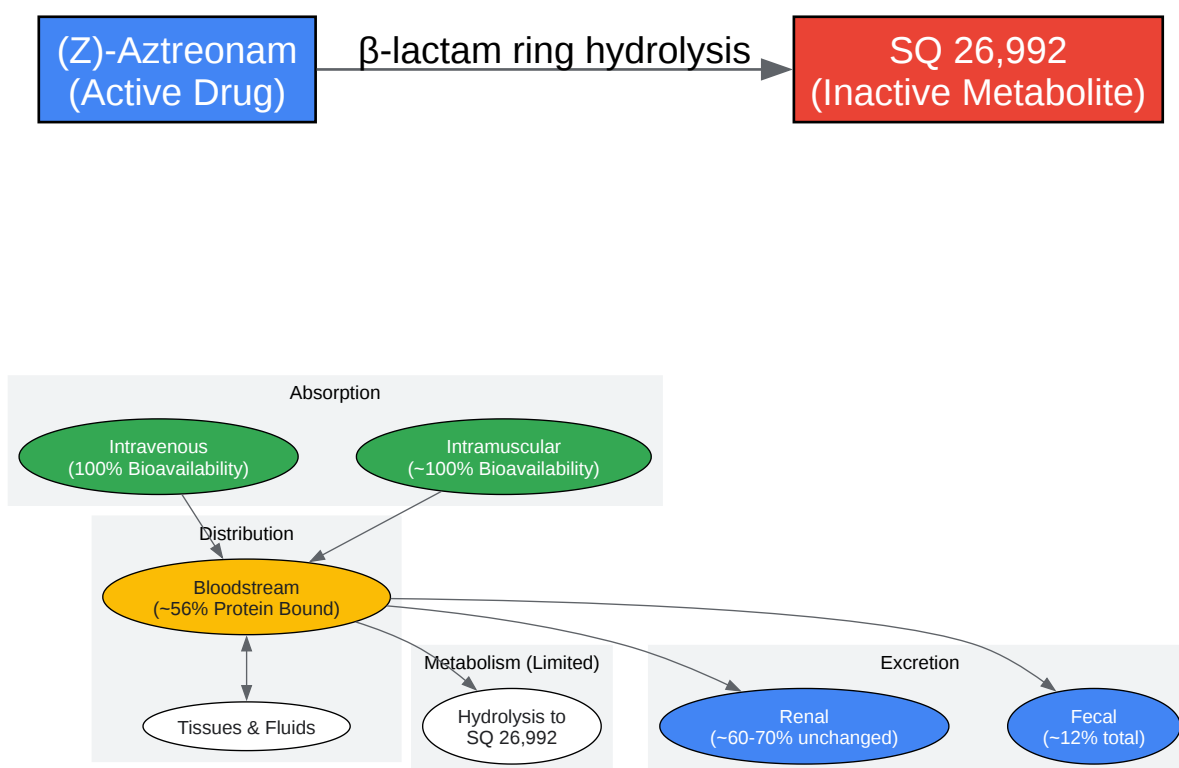 (Z)-Aztreonam
(Active Drug)
β-lactam ring hydrolysis
SQ 26,992
(Inactive Metabolite)
Absorption
Intravenous
(100% Bioavailability)
Intramuscular
(~100% Bioavailability)
Distribution
Bloodstream
(~56% Protein Bound)
Tissues & Fluids
Metabolism (Limited)
Hydrolysis to
SQ 26,992
Excretion
Renal
(~60-70% unchanged)
Fecal
(~12% total)